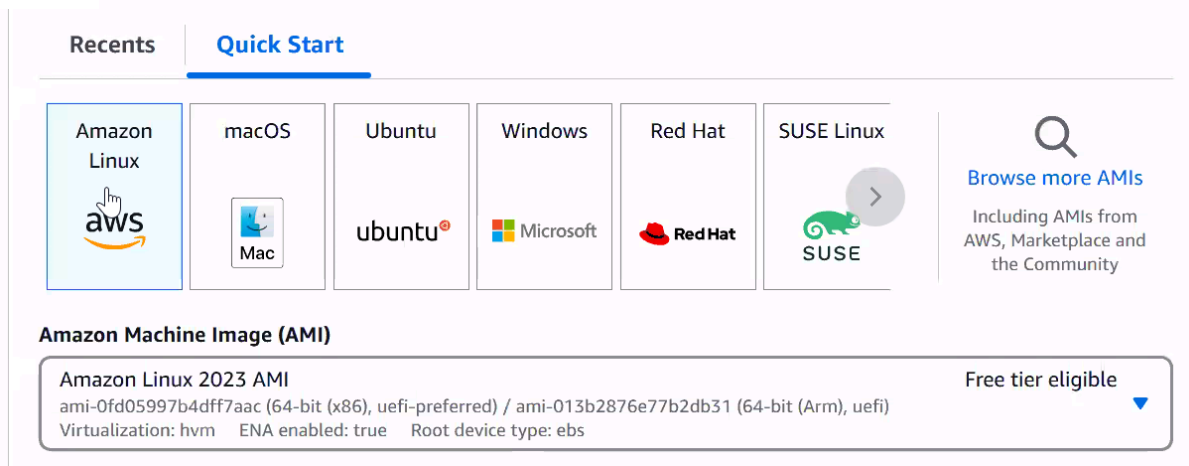 Recents
Quick Start
Amazon
Linux
aws
macOS
Mac
Ubuntu
ubuntu
Windows
Microsoft
Red Hat
Red Hat
SUSE Linux
SUSE
Browse more AMIs
Including AMIs from
AWS, Marketplace and
the Community
Amazon Machine Image (AMI)
Amazon Linux 2023 AMI
Free tier eligible
ami-0fd05997b4dff7aac (64-bit (x86), uefi-preferred) / ami-013b2876e77b2db31 (64-bit (Arm), uefi)
Virtualization: hvm ENA enabled: true Root device type: ebs